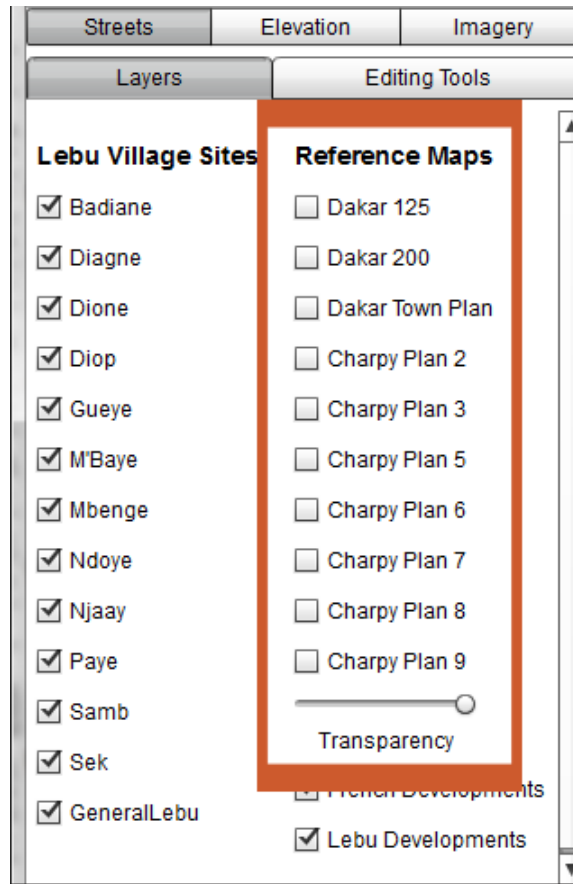 Streets Elevation Imagery
Layers Editing Tools
Lebu Village Sites
Badiane
Diagne
Dione
Diop
Gueye
M'Baye
Mbenge
Ndoye
Njaay
Paye
Samb
Sek
GeneralLebu
Reference Maps
Dakar 125
Dakar 200
Dakar Town Plan
Charpy Plan 2
Charpy Plan 3
Charpy Plan 5
Charpy Plan 6
Charpy Plan 7
Charpy Plan 8
Charpy Plan 9
Transparency
French Developments
Lebu Developments